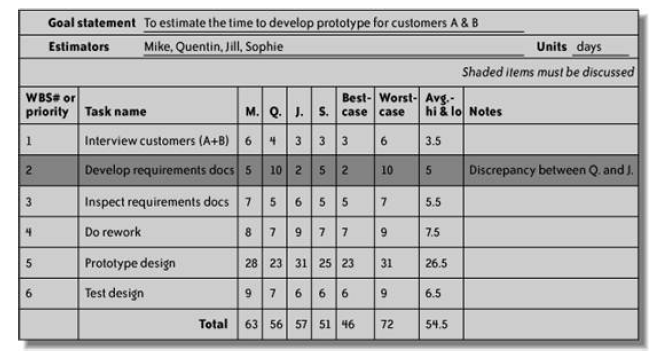 Goal statement To estimate the time to develop prototype for customers A & B
Estimators Mike, Quentin, Jill, Sophie Units days
Shaded items must be discussed
WBS# or priority Task name M. Q. J. S. Best-case Worst-case Avg.- hi & lo Notes
1 Interview customers (A+B) 6 4 3 3 3 6 3.5
2 Develop requirements docs 5 10 2 5 2 10 5 Discrepancy between Q. and J.
3 Inspect requirements docs 7 5 6 5 5 7 5.5
4 Do rework 8 7 9 7 7 9 7.5
5 Prototype design 28 23 31 25 23 31 26.5
6 Test design 9 7 6 6 6 9 6.5
Total 63 56 57 51 46 72 54.5